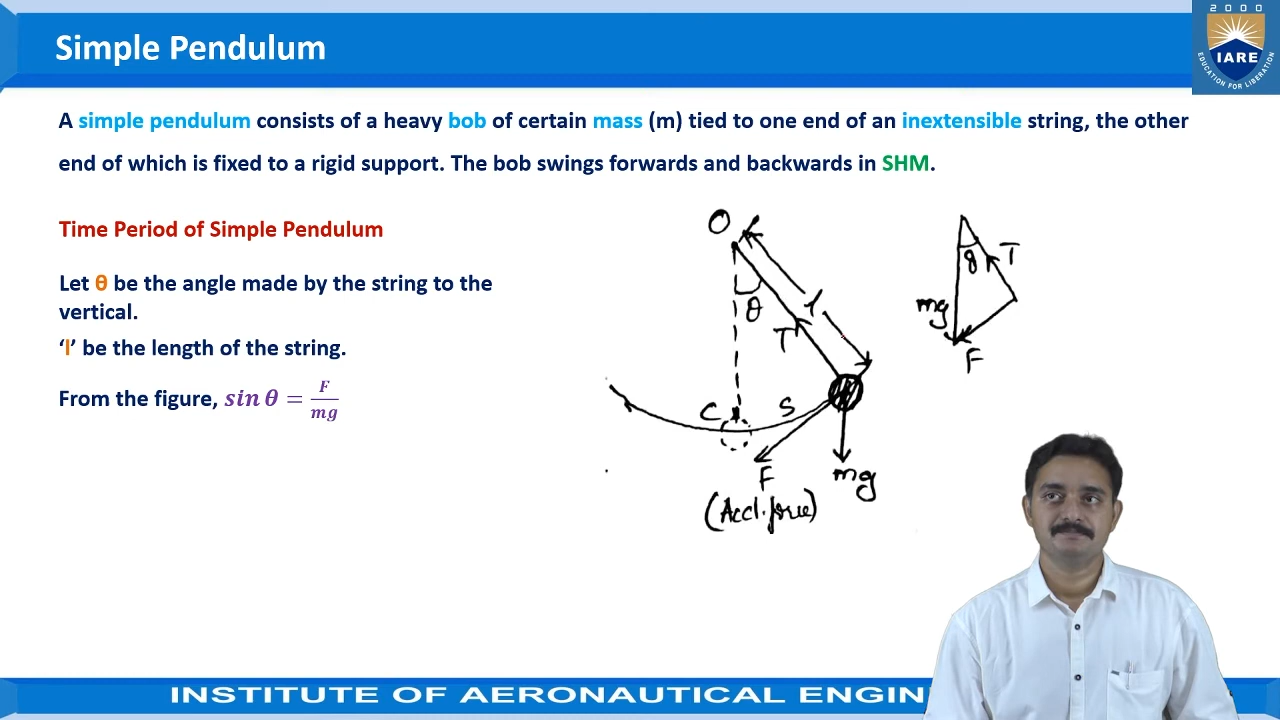 Simple Pendulum
2000
IARE
EDUCATION FOR LIBERATION
A simple pendulum consists of a heavy bob of certain mass (m) tied to one end of an inextensible string, the other
end of which is fixed to a rigid support. The bob swings forwards and backwards in SHM.
Time Period of Simple Pendulum
Let θ be the angle made by the string to the
vertical.
‘l’ be the length of the string.
From the figure, sin θ = F/mg
O
θ
l
T
C
S
F
mg
(Accl. force)
θ
T
mg
F
INSTITUTE OF AERONAUTICAL ENGIN